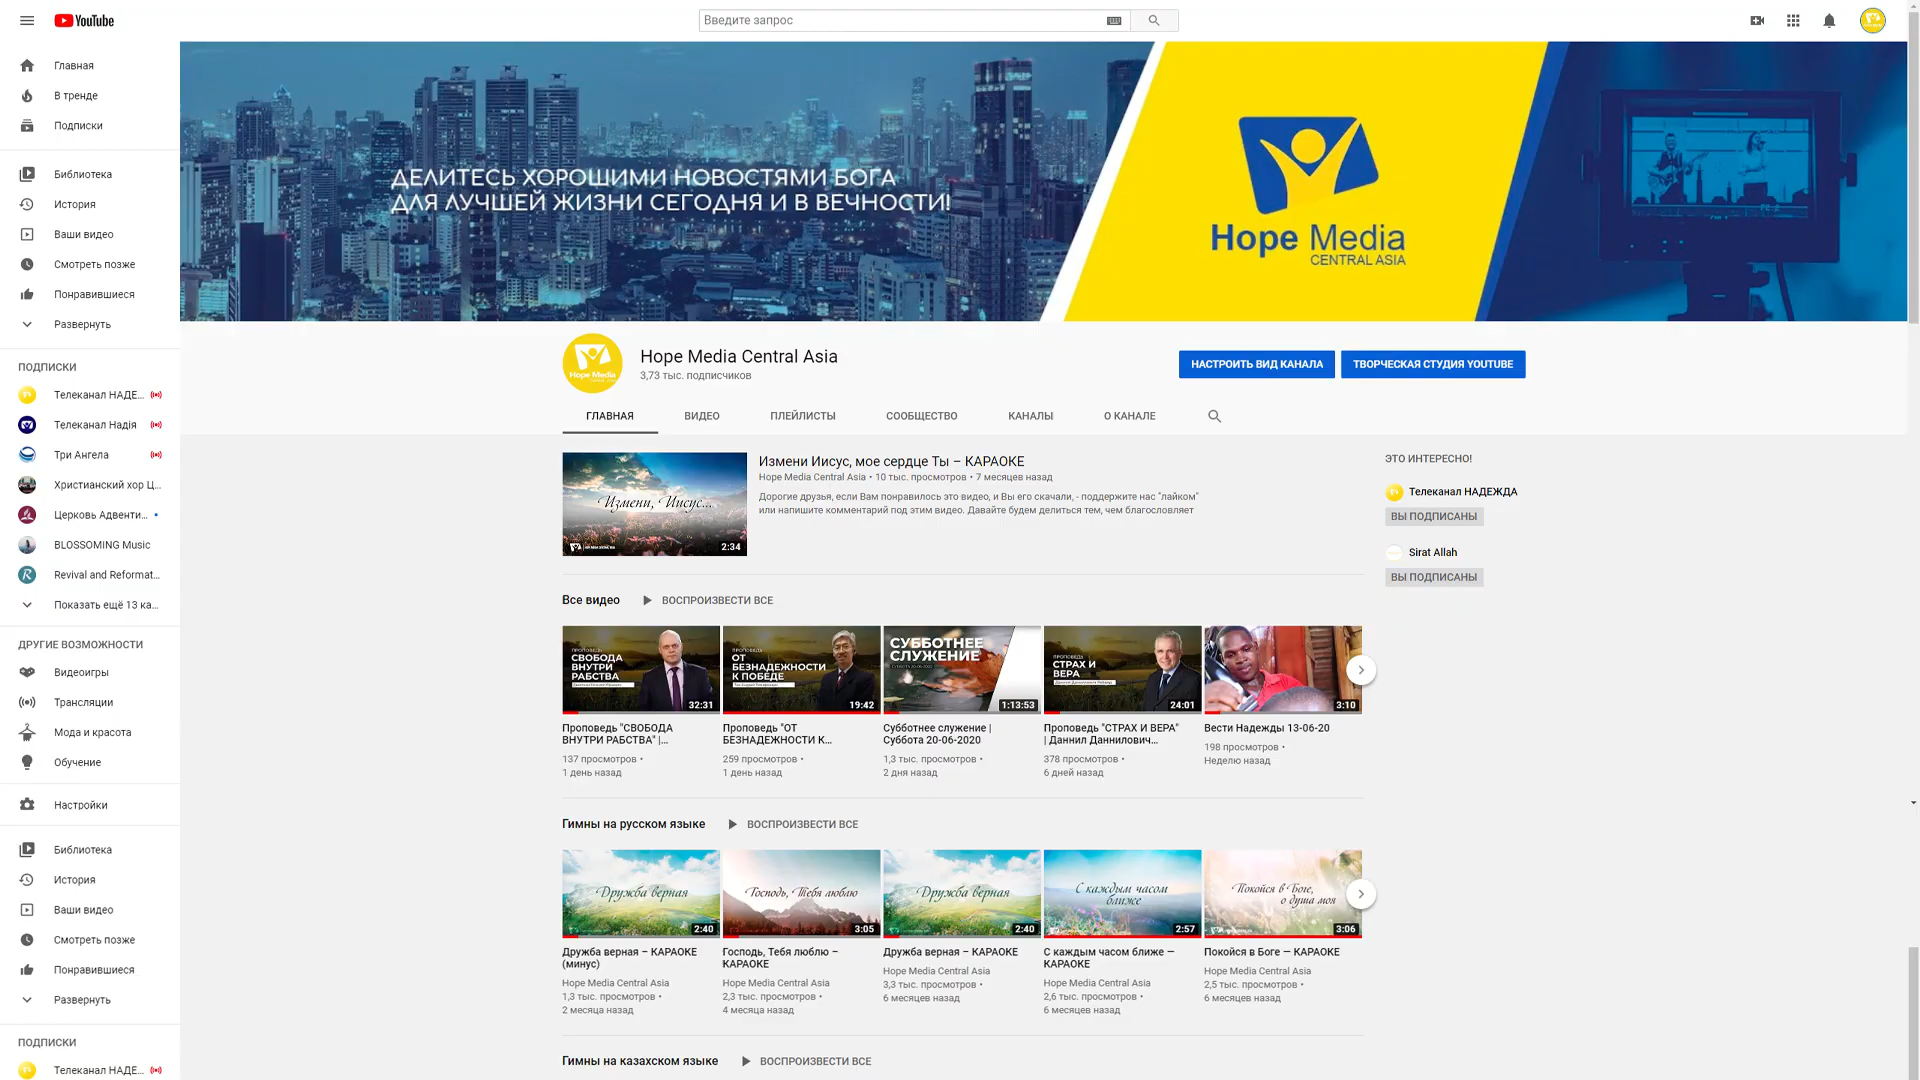 YouTube
Введите запрос
Главная
В тренде
Подписки
Библиотека
История
Ваши видео
Смотреть позже
Понравившиеся
Развернуть
ПОДПИСКИ
Телеканал НАДЕ...
Телеканал Надія
Три Ангела
Христианский хор Ц...
Церковь Адвенти...
BLOSSOMING Music
Revival and Reformat...
Показать ещё 13 ка...
ДРУГИЕ ВОЗМОЖНОСТИ
Видеоигры
Трансляции
Мода и красота
Обучение
Настройки
Библиотека
История
Ваши видео
Смотреть позже
Понравившиеся
Развернуть
ПОДПИСКИ
Телеканал НАДЕ...
ДЕЛИТЕСЬ ХОРОШИМИ НОВОСТЯМИ БОГА
ДЛЯ ЛУЧШЕЙ ЖИЗНИ СЕГОДНЯ И В ВЕЧНОСТИ!
Hope Media
CENTRAL ASIA
Hope Media
Hope Media Central Asia
3,73 тыс. подписчиков
НАСТРОИТЬ ВИД КАНАЛА
ТВОРЧЕСКАЯ СТУДИЯ YOUTUBE
ГЛАВНАЯ
ВИДЕО
ПЛЕЙЛИСТЫ
СООБЩЕСТВО
КАНАЛЫ
О КАНАЛЕ
Измени, Иисус...
2:34
Измени Иисус, мое сердце Ты – КАРАОКЕ
Hope Media Central Asia • 10 тыс. просмотров • 7 месяцев назад
Дорогие друзья, если Вам понравилось это видео, и Вы его скачали, - поддержите нас "лайком"
или напишите комментарий под этим видео. Давайте будем делиться тем, чем благословляет
ЭТО ИНТЕРЕСНО!
Телеканал НАДЕЖДА
ВЫ ПОДПИСАНЫ
Sirat Allah
ВЫ ПОДПИСАНЫ
Все видео
ВОСПРОИЗВЕСТИ ВСЕ
ПРОПОВЕДЬ
СВОБОДА
ВНУТРИ
РАБСТВА
32:31
Проповедь "СВОБОДА
ВНУТРИ РАБСТВА" |...
137 просмотров •
1 день назад
ПРОПОВЕДЬ
ОТ
БЕЗНАДЕЖНОСТИ
К ПОБЕДЕ
19:42
Проповедь "ОТ
БЕЗНАДЕЖНОСТИ К...
259 просмотров •
1 день назад
СУББОТНЕЕ
СЛУЖЕНИЕ
1:13:53
Субботнее служение |
Суббота 20-06-2020
1,3 тыс. просмотров •
2 дня назад
ПРОПОВЕДЬ
СТРАХ И
ВЕРА
24:01
Проповедь "СТРАХ И ВЕРА"
| Даннил Даннилович...
378 просмотров •
6 дней назад
3:10
Вести Надежды 13-06-20
198 просмотров •
Неделю назад
Гимны на русском языке
ВОСПРОИЗВЕСТИ ВСЕ
Дружба верная
2:40
Дружба верная – КАРАОКЕ
(минус)
Hope Media Central Asia
1,3 тыс. просмотров •
2 месяца назад
Господь, Тебя люблю
3:05
Господь, Тебя люблю –
КАРАОКЕ
Hope Media Central Asia
2,3 тыс. просмотров •
4 месяца назад
Дружба верная
2:40
Дружба верная – КАРАОКЕ
Hope Media Central Asia
3,3 тыс. просмотров •
6 месяцев назад
С каждым часом
ближе
2:57
С каждым часом ближе —
КАРАОКЕ
Hope Media Central Asia
2,6 тыс. просмотров •
6 месяцев назад
Покойся в Боге,
о душа моя
3:06
Покойся в Боге — КАРАОКЕ
Hope Media Central Asia
2,5 тыс. просмотров •
6 месяцев назад
Гимны на казахском языке
ВОСПРОИЗВЕСТИ ВСЕ